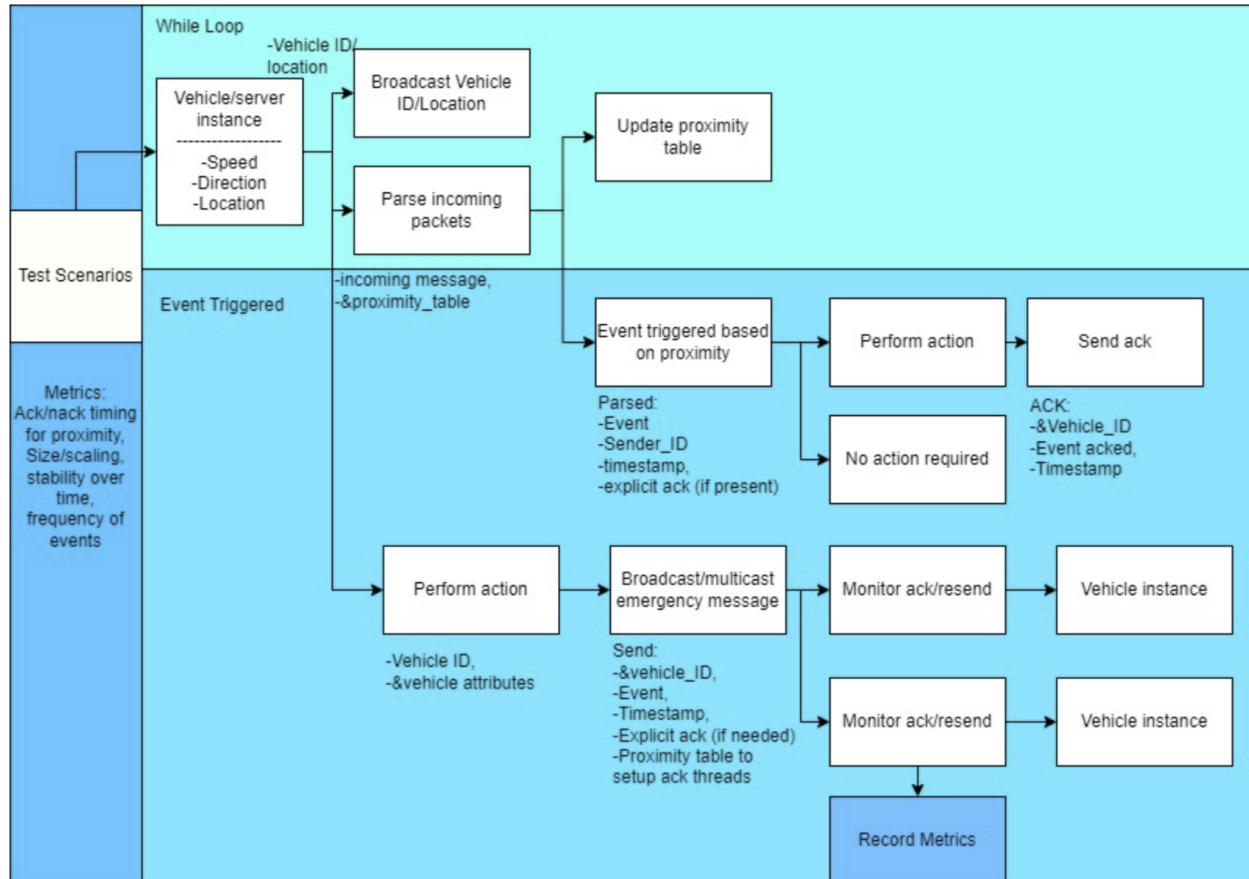 While Loop
-Vehicle ID/
location
Vehicle/server
instance
-------------------
-Speed
-Direction
-Location
Broadcast Vehicle
ID/Location
Update proximity
table
Parse incoming
packets
Test Scenarios
-incoming message,
-&proximity_table
Event Triggered
Event triggered based
on proximity
Perform action
Send ack
Parsed:
-Event
-Sender_ID
-timestamp,
-explicit ack (if present)
No action required
ACK:
-&Vehicle_ID
-Event acked,
-Timestamp
Metrics:
Ack/nack timing
for proximity,
Size/scaling,
stability over
time,
frequency of
events
Perform action
-Vehicle ID,
-&vehicle attributes
Broadcast/multicast
emergency message
Send:
-&vehicle_ID,
-Event,
-Timestamp,
-Explicit ack (if needed)
-Proximity table to
setup ack threads
Monitor ack/resend
Vehicle instance
Monitor ack/resend
Vehicle instance
Record Metrics